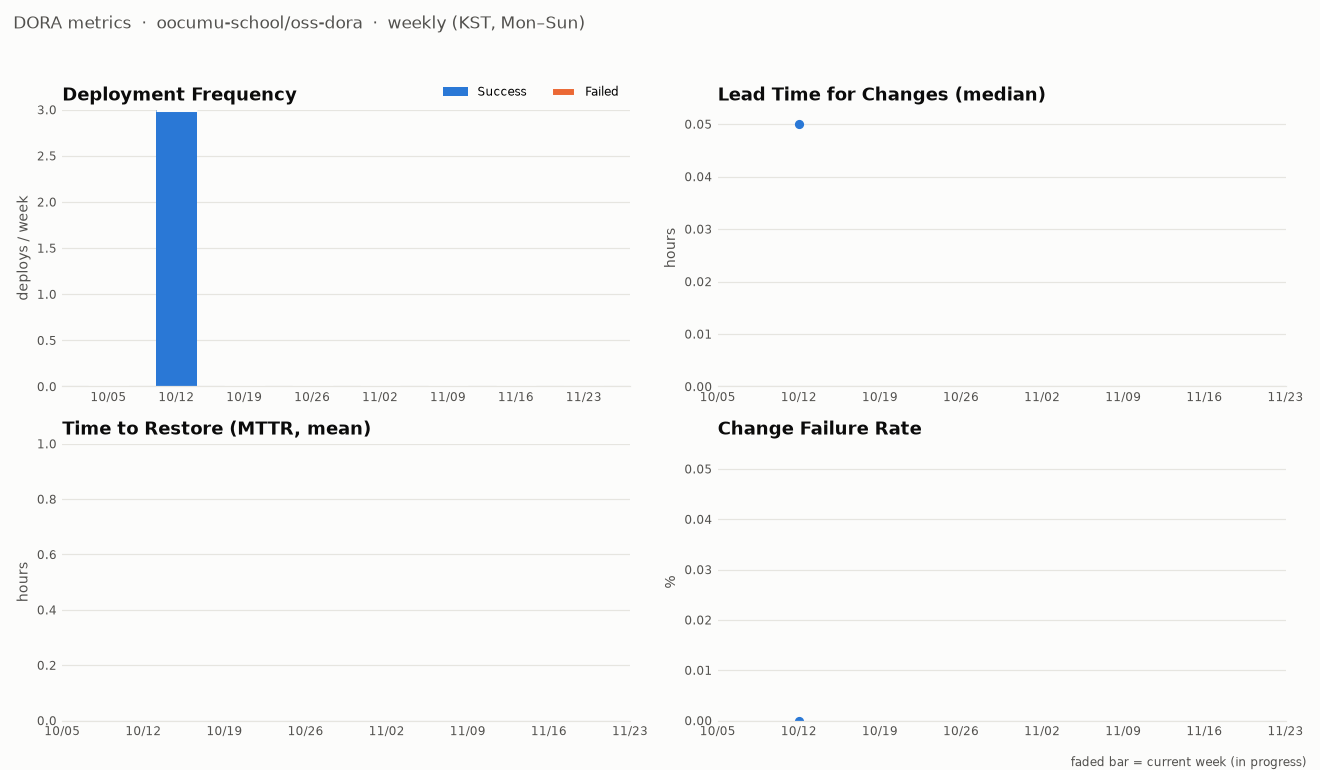 DORA metrics · oocumu-school/oss-dora · weekly (KST, Mon–Sun)
Deployment Frequency
Success
Failed
deploys / week
3.0
2.5
2.0
1.5
1.0
0.5
0.0
10/05 10/12 10/19 10/26 11/02 11/09 11/16 11/23
Lead Time for Changes (median)
hours
0.05
0.04
0.03
0.02
0.01
0.00
10/05 10/12 10/19 10/26 11/02 11/09 11/16 11/23
Time to Restore (MTTR, mean)
hours
1.0
0.8
0.6
0.4
0.2
0.0
10/05 10/12 10/19 10/26 11/02 11/09 11/16 11/23
Change Failure Rate
%
0.05
0.04
0.03
0.02
0.01
0.00
10/05 10/12 10/19 10/26 11/02 11/09 11/16 11/23
faded bar = current week (in progress)